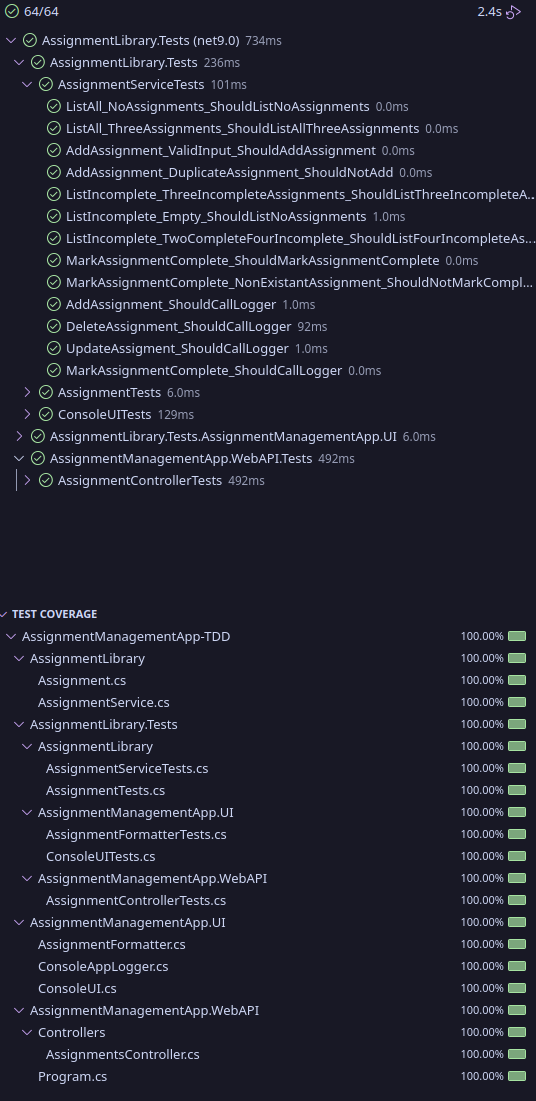 64/64 2.4s
AssignmentLibrary.Tests (net9.0) 734ms
AssignmentLibrary.Tests 236ms
AssignmentServiceTests 101ms
ListAll_NoAssignments_ShouldListNoAssignments 0.0ms
ListAll_ThreeAssignments_ShouldListAllThreeAssignments 0.0ms
AddAssignment_ValidInput_ShouldAddAssignment 0.0ms
AddAssignment_DuplicateAssignment_ShouldNotAdd 0.0ms
ListIncomplete_ThreeIncompleteAssignments_ShouldListThreeIncompleteA...
ListIncomplete_Empty_ShouldListNoAssignments 1.0ms
ListIncomplete_TwoCompleteFourIncomplete_ShouldListFourIncompleteAs...
MarkAssignmentComplete_ShouldMarkAssignmentComplete 0.0ms
MarkAssignmentComplete_NonExistantAssignment_ShouldNotMarkCompl...
AddAssignment_ShouldCallLogger 1.0ms
DeleteAssignment_ShouldCallLogger 92ms
UpdateAssigment_ShouldCallLogger 1.0ms
MarkAssignmentComplete_ShouldCallLogger 0.0ms
AssignmentTests 6.0ms
ConsoleUITests 129ms
AssignmentLibrary.Tests.AssignmentManagementApp.UI 6.0ms
AssignmentManagementApp.WebAPI.Tests 492ms
AssignmentControllerTests 492ms
TEST COVERAGE
AssignmentManagementApp-TDD 100.00%
AssignmentLibrary 100.00%
Assignment.cs 100.00%
AssignmentService.cs 100.00%
AssignmentLibrary.Tests 100.00%
AssignmentLibrary 100.00%
AssignmentServiceTests.cs 100.00%
AssignmentTests.cs 100.00%
AssignmentManagementApp.UI 100.00%
AssignmentFormatterTests.cs 100.00%
ConsoleUITests.cs 100.00%
AssignmentManagementApp.WebAPI 100.00%
AssignmentControllerTests.cs 100.00%
AssignmentManagementApp.UI 100.00%
AssignmentFormatter.cs 100.00%
ConsoleAppLogger.cs 100.00%
ConsoleUI.cs 100.00%
AssignmentManagementApp.WebAPI 100.00%
Controllers 100.00%
AssignmentsController.cs 100.00%
Program.cs 100.00%